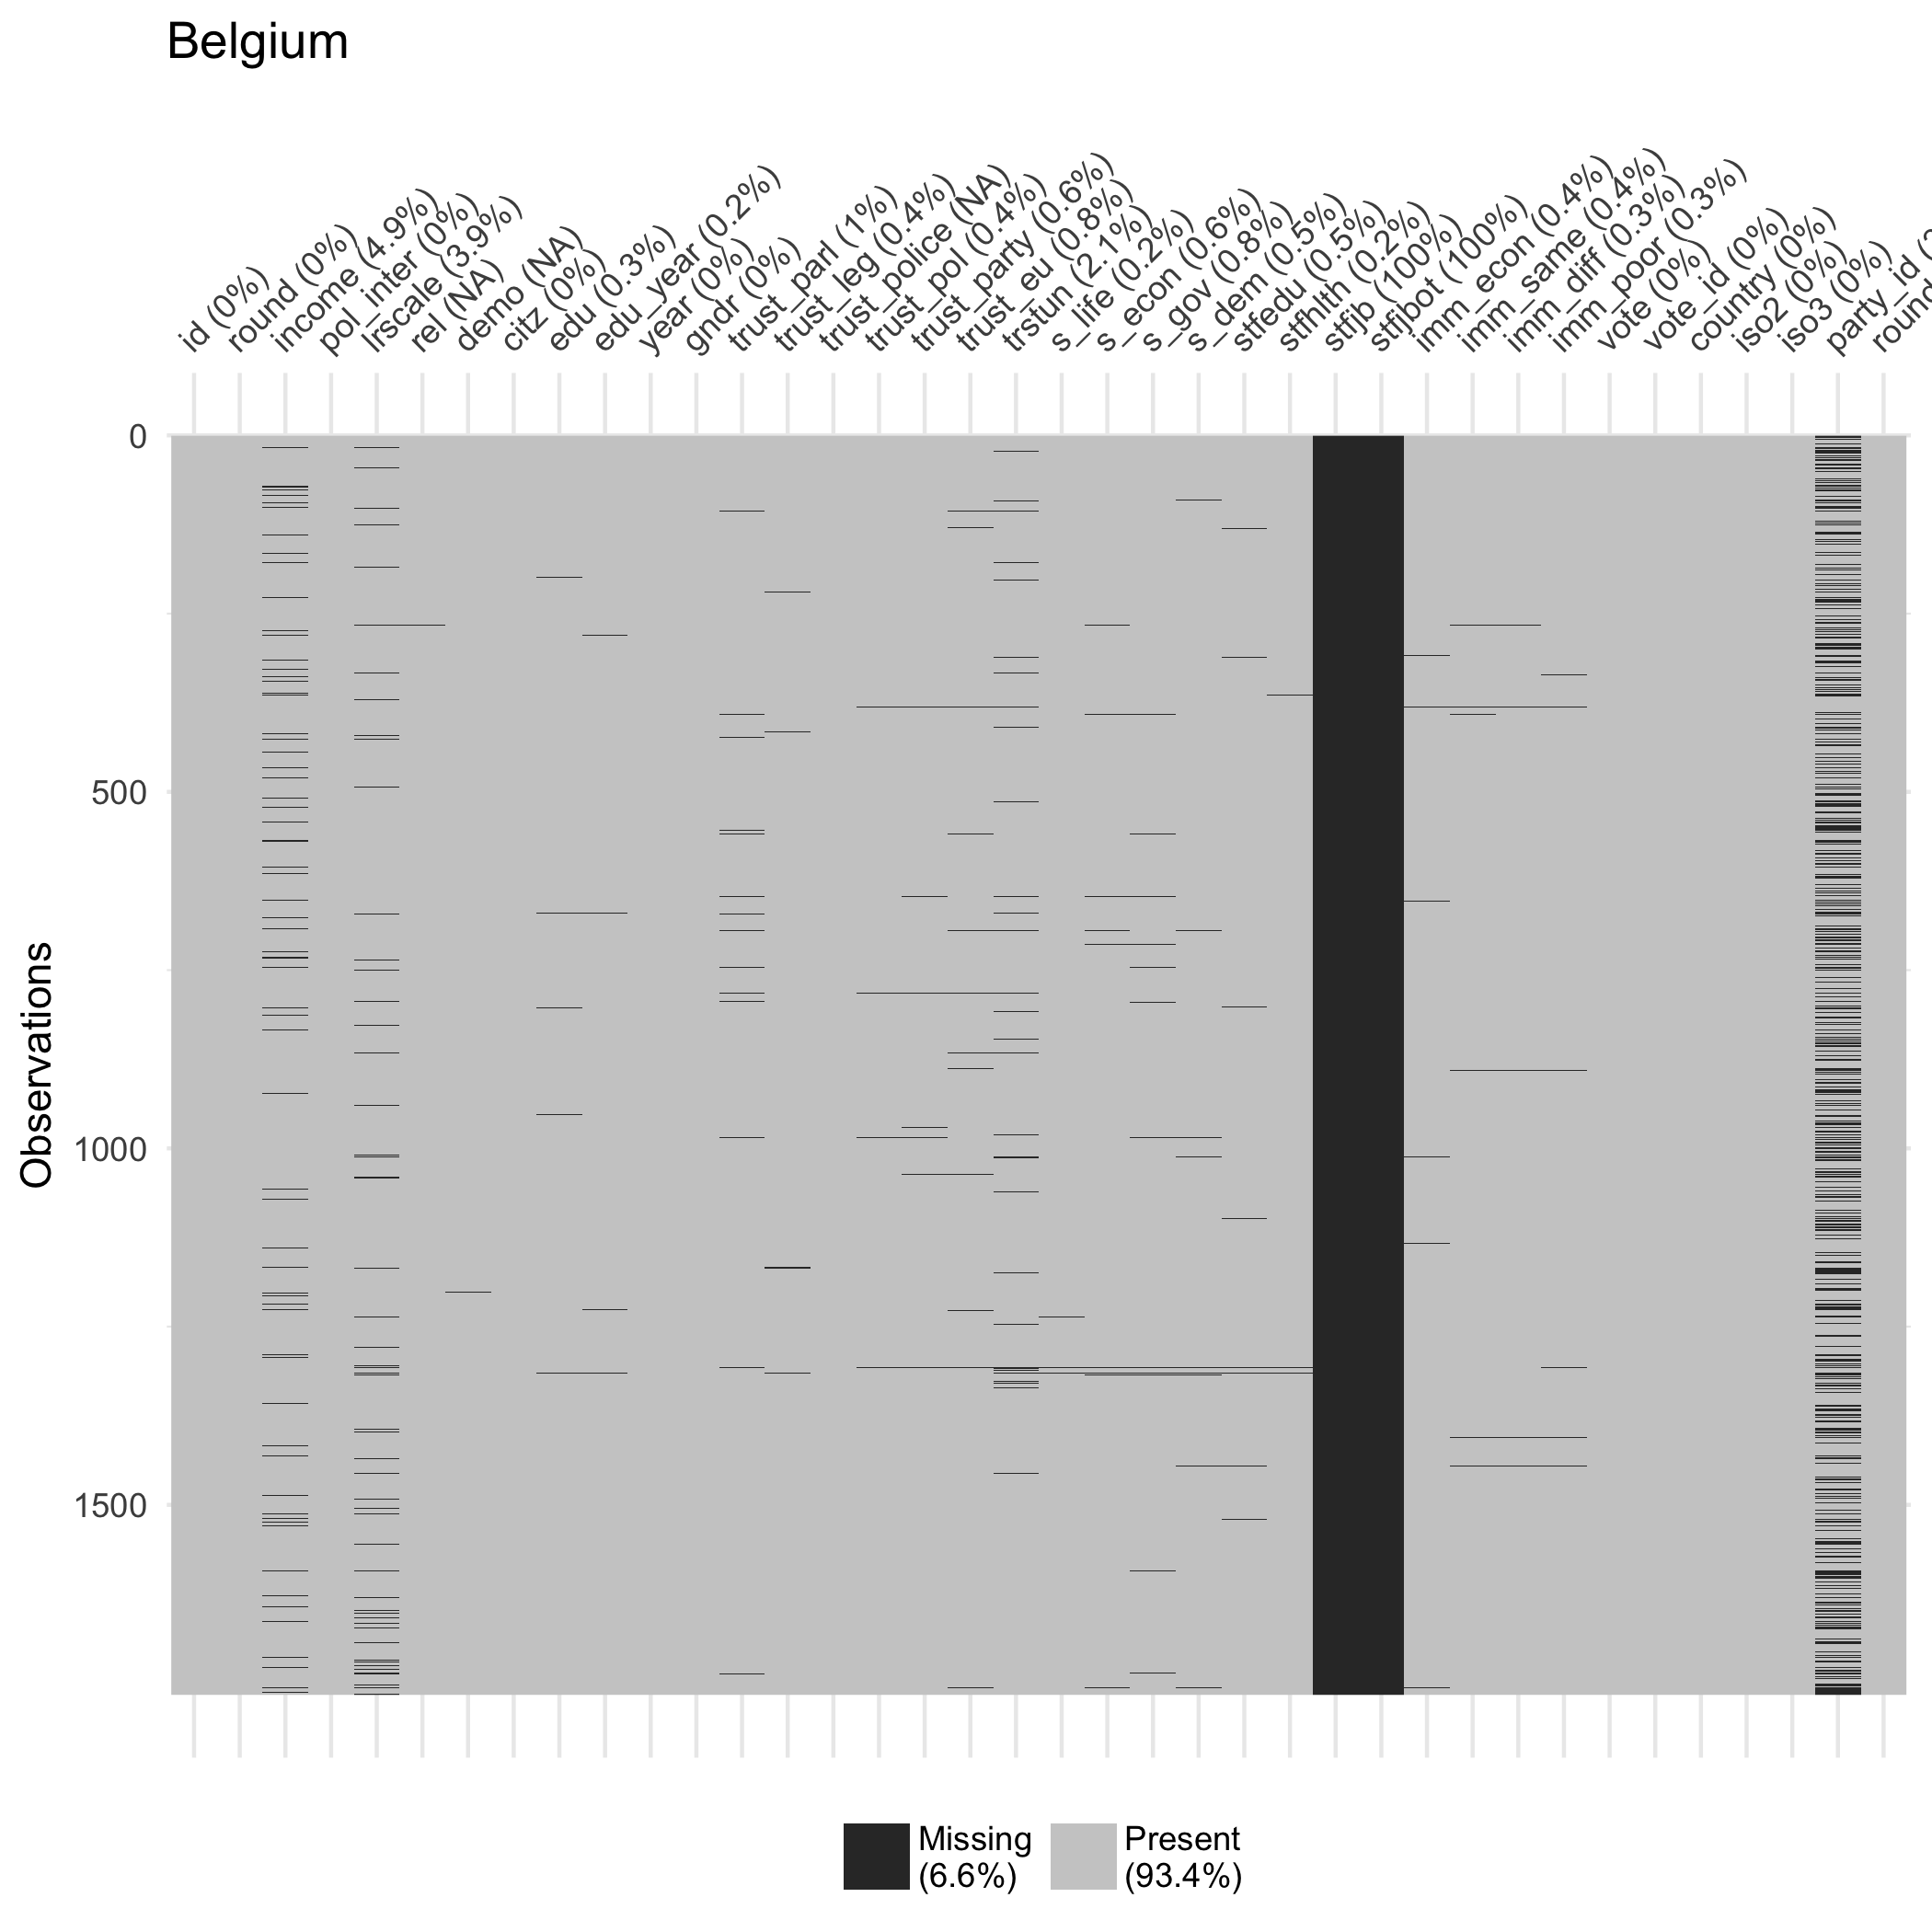 Belgium
id (0%)
round (0%)
income (4.9%)
pol_inter (0%)
lrscale (3.9%)
rel (NA)
demo (NA)
citz (0%)
edu (0.3%)
edu_year (0.2%)
year (0%)
gndr (0%)
trust_parl (1%)
trust_leg (0.4%)
trust_police (NA)
trust_pol (0.4%)
trust_party (0.6%)
trust_eu (0.8%)
trstun (2.1%)
s_life (0.2%)
s_econ (0.6%)
s_gov (0.8%)
s_dem (0.5%)
stfedu (0.5%)
stfhlth (0.2%)
stfjb (100%)
stfjbot (100%)
imm_econ (0.4%)
imm_same (0.4%)
imm_diff (0.3%)
imm_poor (0.3%)
vote (0%)
vote_id (0%)
country (0%)
iso2 (0%)
iso3 (0%)
party_id
round
0
500
1000
1500
Observations
Missing
(6.6%)
Present
(93.4%)